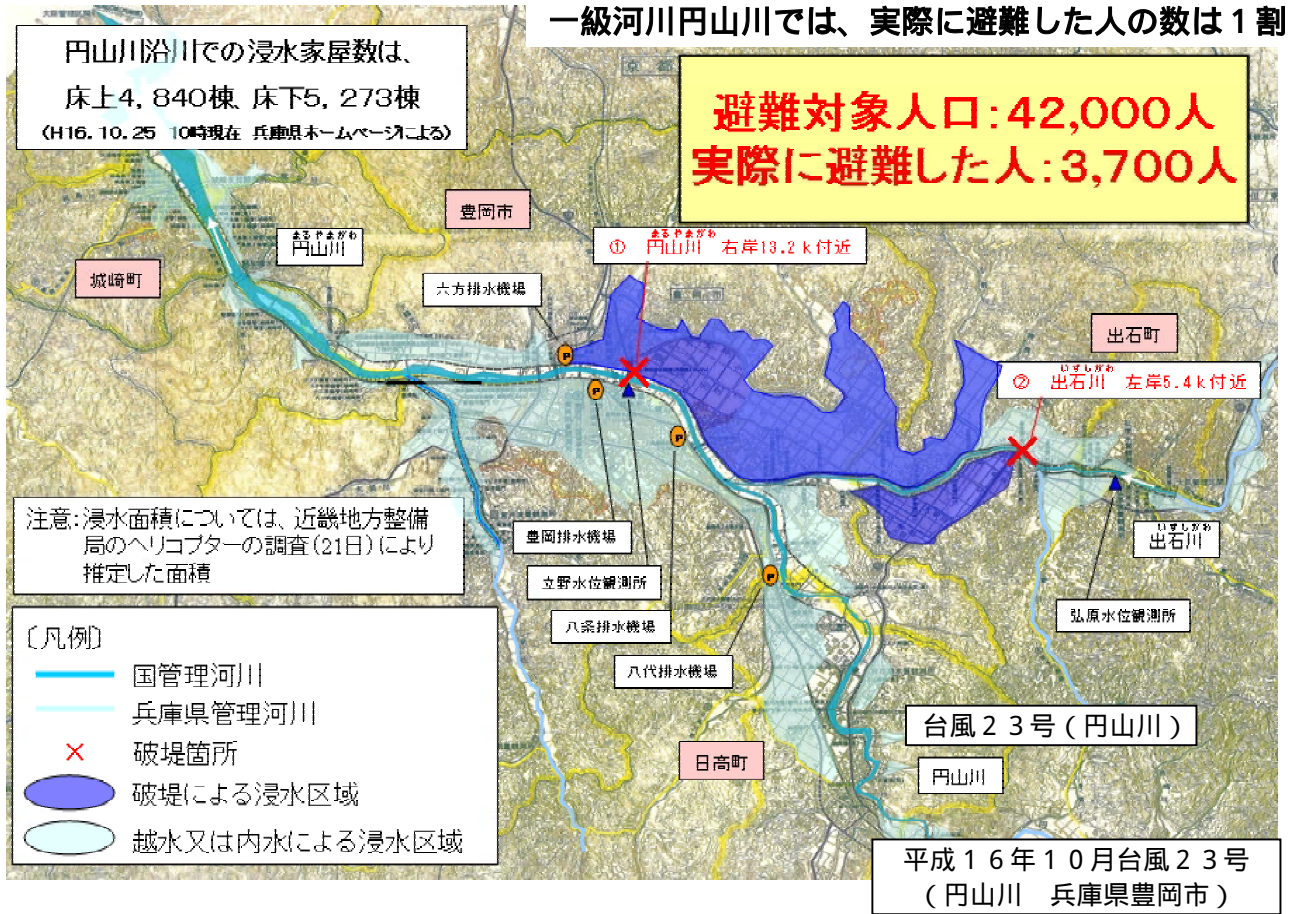 一級河川円山川では、実際に避難した人の数は１割
円山川沿川での浸水家屋数は、
床上4,840棟、床下5,273棟
（H16.10.25 10時現在 兵庫県ホームページによる）
避難対象人口：42,000人
実際に避難した人：3,700人
豊岡市
まるやまがわ
円山川
まるやまがわ
① 円山川 右岸13.2ｋ付近
城崎町
六方排水機場
出石町
いずしがわ
② 出石川 左岸5.4ｋ付近
注意：浸水面積については、近畿地方整備
局のヘリコプターの調査（21日）により
推定した面積
豊岡排水機場
いずしがわ
出石川
立野水位観測所
八条排水機場
弘原水位観測所
八代排水機場
〔凡例〕
国管理河川
兵庫県管理河川
破堤箇所
破堤による浸水区域
越水又は内水による浸水区域
台風２３号（円山川）
日高町
円山川
平成１６年１０月台風２３号
（円山川　兵庫県豊岡市）